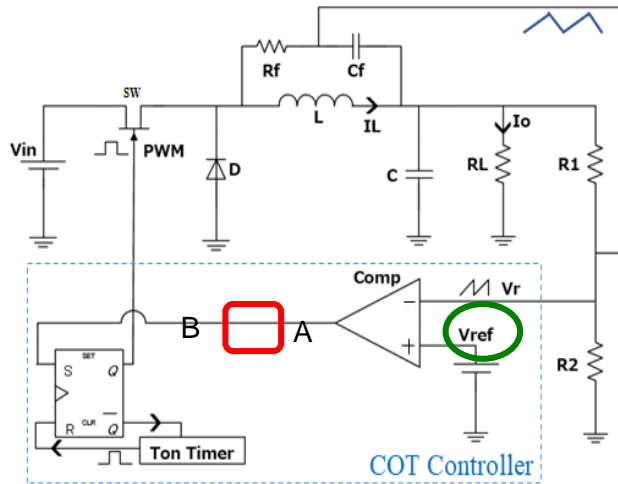 Rf
Cf
SW
L
IL
Io
Vin
PWM
D
C
RL
R1
Comp
Vr
B
A
−
Vref
+
R2
SET
S
Q
R
CLR
Q
Ton Timer
COT Controller